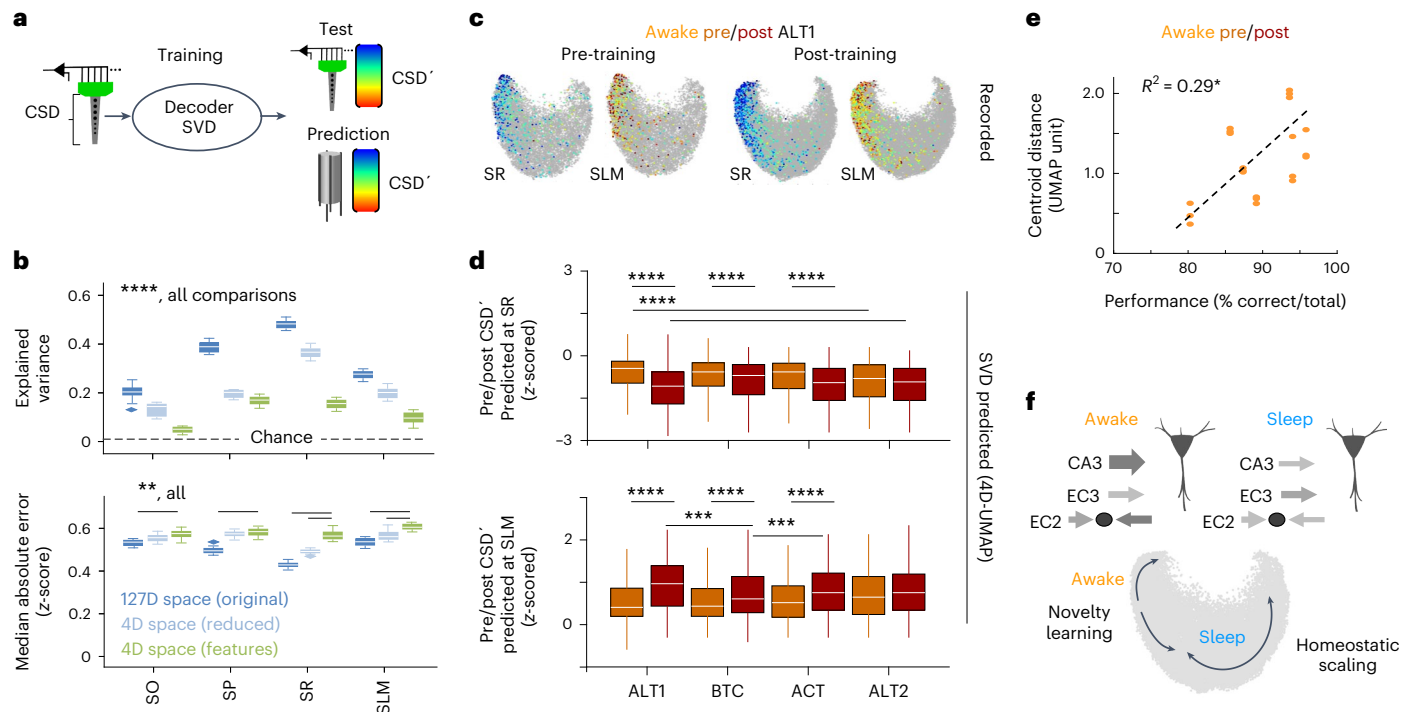 a
Training
CSD
Decoder
SVD
Test
CSD′
Prediction
CSD′
b
****, all comparisons
Explained
variance
0.6
0.4
0.2
0
Chance
**, all
Median absolute error
(z-score)
0.6
0.4
0.2
0
127D space (original)
4D space (reduced)
4D space (features)
SO
SP
SR
SLM
c
Awake pre/post ALT1
Pre-training
Post-training
SR
SLM
SR
SLM
Recorded
d
Pre/post CSD′
Predicted at SR
(z-scored)
3
0
–3
****
****
****
****
Pre/post CSD′
predicted at SLM
(z-scored)
2
0
****
****
****
***
***
ALT1
BTC
ACT
ALT2
SVD predicted (4D-UMAP)
e
Awake pre/post
R² = 0.29*
Centroid distance
(UMAP unit)
2.0
1.0
0
70
80
90
100
Performance (% correct/total)
f
Awake
Sleep
CA3
EC3
EC2
CA3
EC3
EC2
Awake
Novelty
learning
Sleep
Homeostatic
scaling